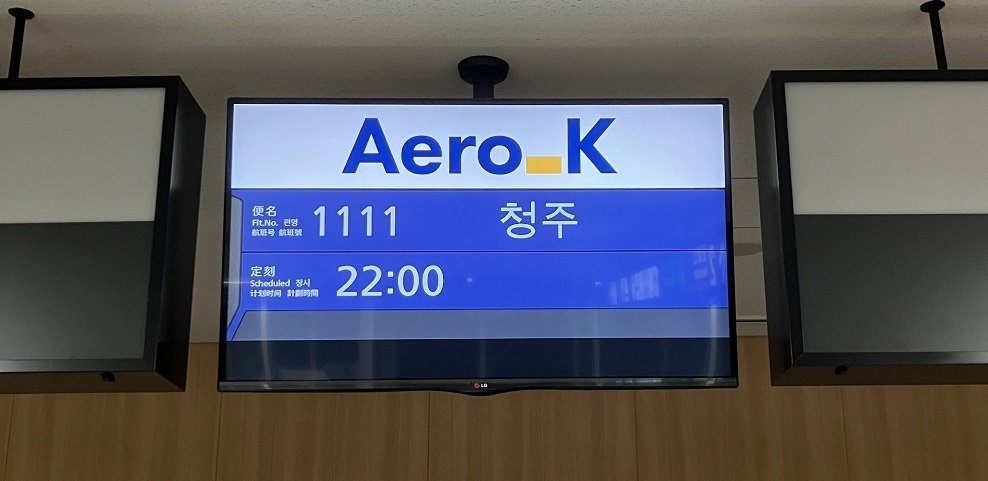 Aero_K
便名
Flt.No. 편명
航班号 航班號
1111
청주
定刻
Scheduled 정시
计划时间 計劃時間
22:00
LG